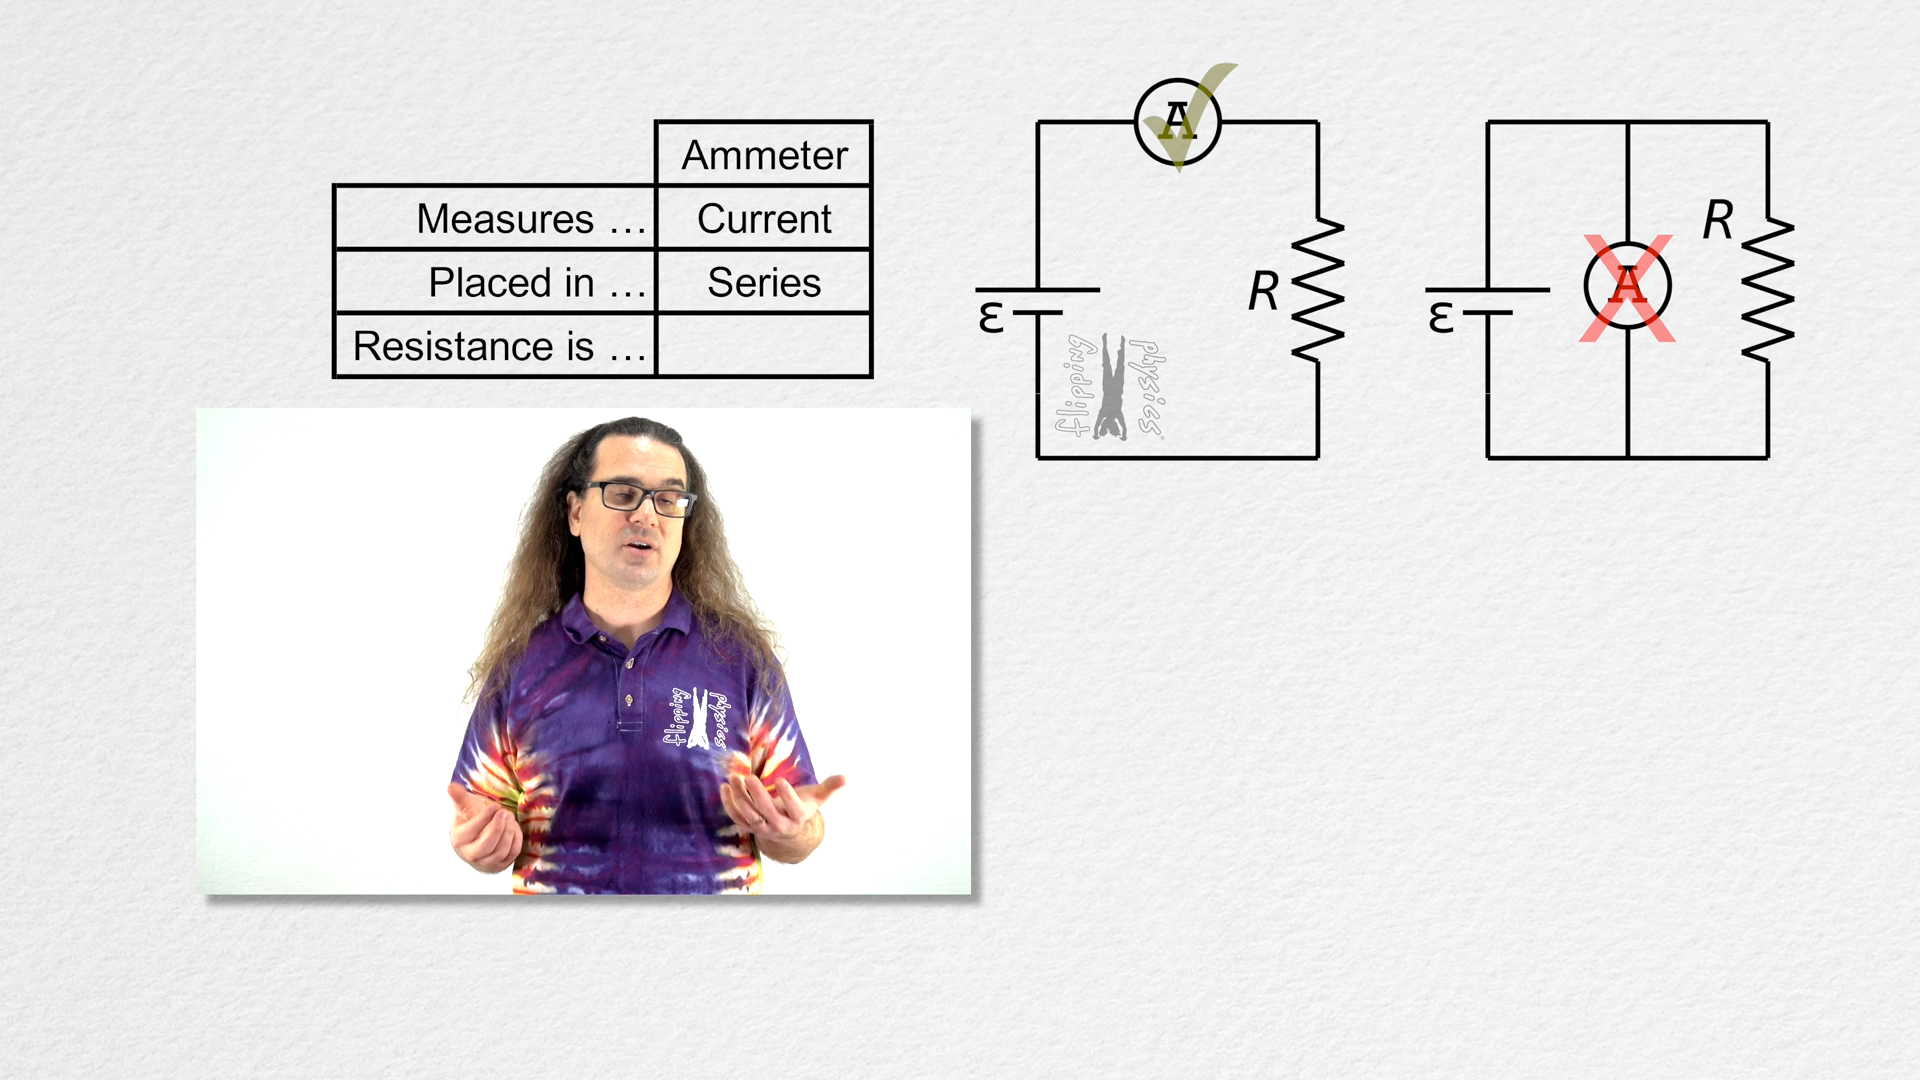 Ammeter
Measures … Current
Placed in … Series
Resistance is …
A
ε
R
flipping
physics
A
ε
R
flipping
physics